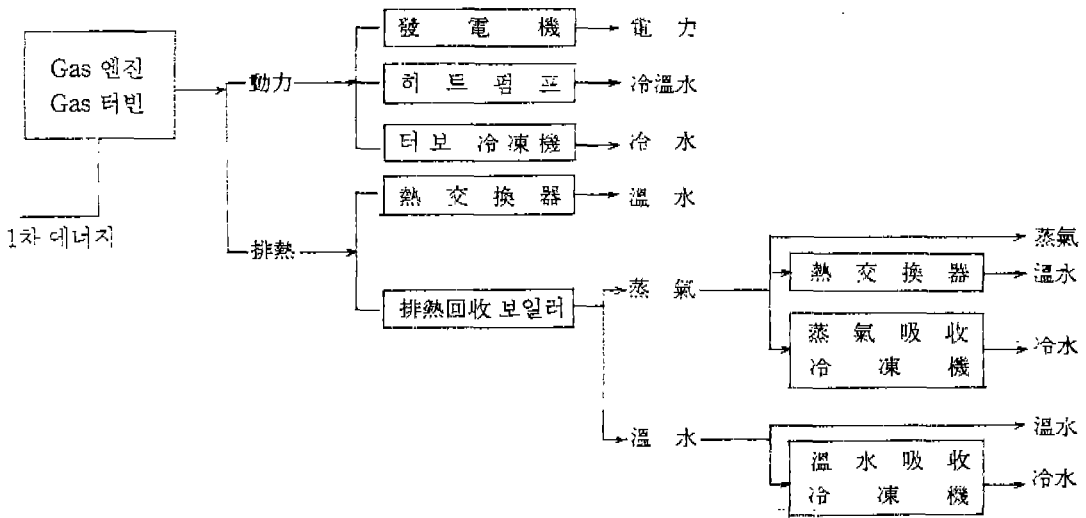 Gas 엔진
Gas 터빈
1차 에너지
動力
發電機
電力
히트펌프
冷溫水
터보 冷凍機
冷水
排熱
熱交換器
溫水
排熱回收 보일러
蒸氣
蒸氣
熱交換器
溫水
蒸氣吸收
冷凍機
冷水
溫水
溫水
溫水吸收
冷凍機
冷水